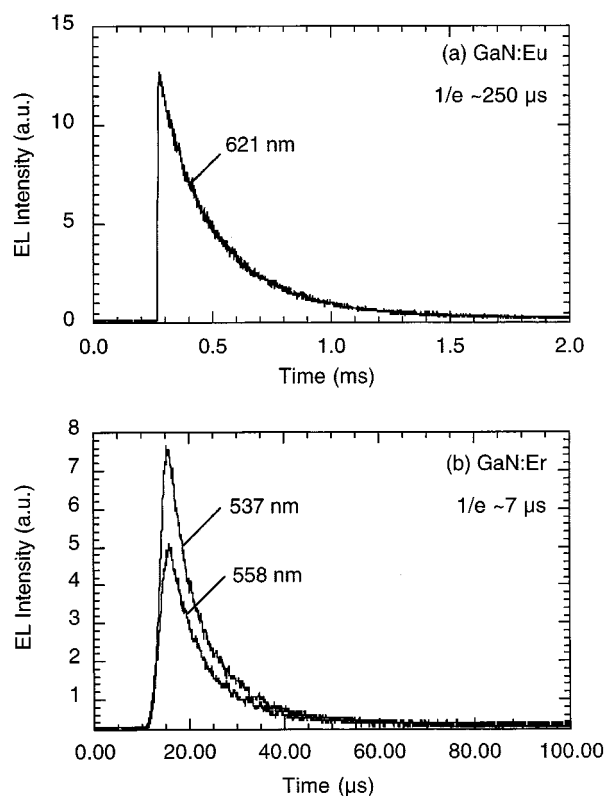 15
(a) GaN:Eu
1/e ~250 µs
10
621 nm
EL Intensity (a.u.)
5
0
0.0 0.5 1.0 1.5 2.0
Time (ms)
8
(b) GaN:Er
7
1/e ~7 µs
6
537 nm
5
558 nm
EL Intensity (a.u.)
4
3
2
1
0.00 20.00 40.00 60.00 80.00 100.00
Time (µs)